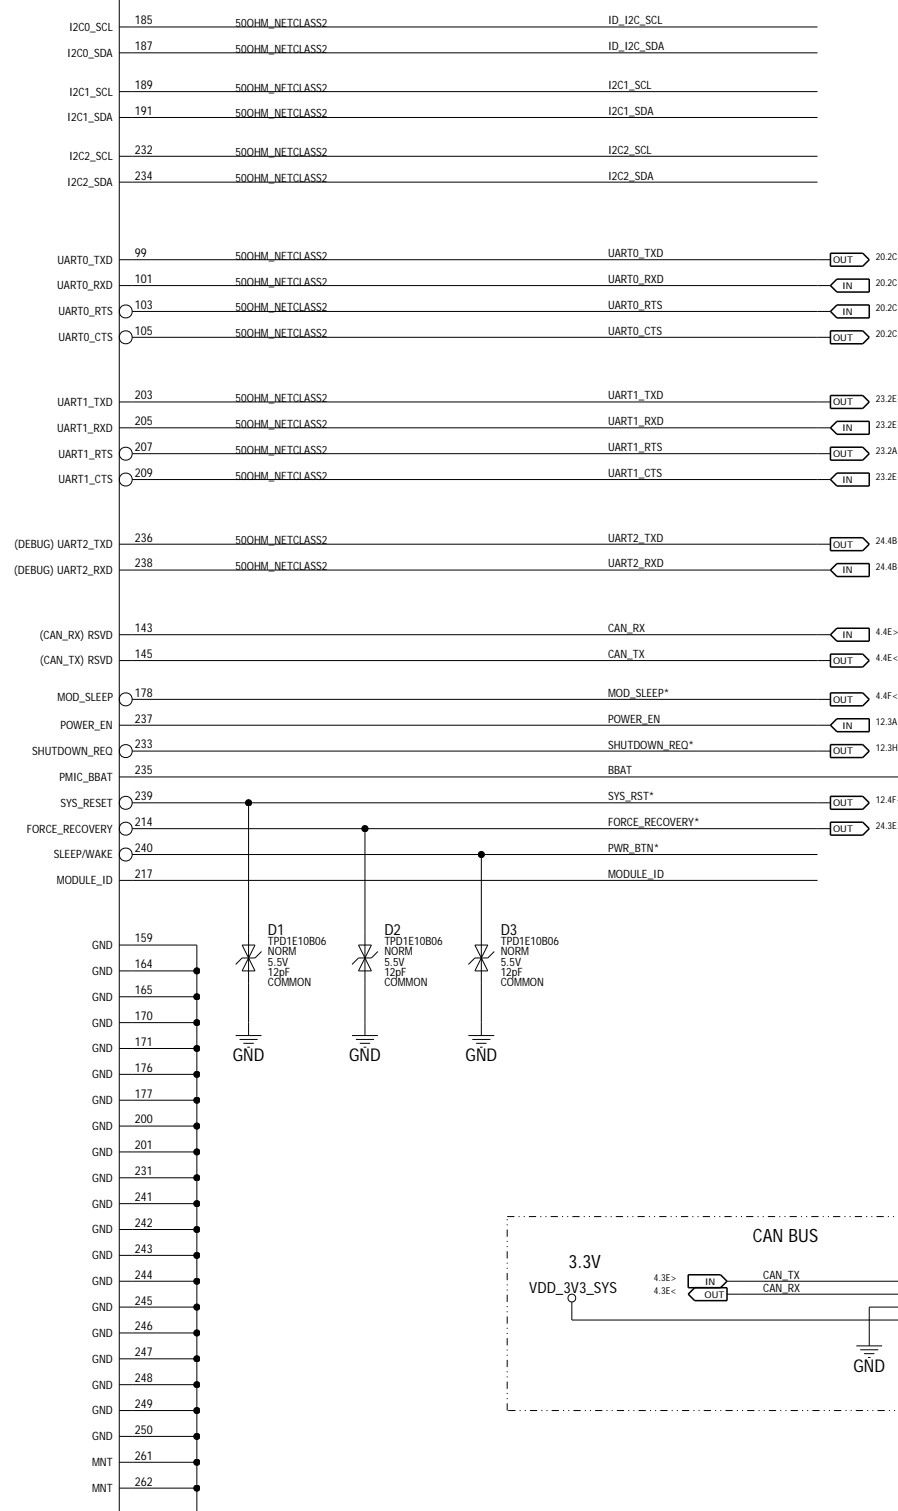 I2C0_SCL 185 50OHM_NETCLASS2 ID_I2C_SCL
I2C0_SDA 187 50OHM_NETCLASS2 ID_I2C_SDA
I2C1_SCL 189 50OHM_NETCLASS2 I2C1_SCL
I2C1_SDA 191 50OHM_NETCLASS2 I2C1_SDA
I2C2_SCL 232 50OHM_NETCLASS2 I2C2_SCL
I2C2_SDA 234 50OHM_NETCLASS2 I2C2_SDA
UART0_TXD 99 50OHM_NETCLASS2 UART0_TXD OUT 20.2C
UART0_RXD 101 50OHM_NETCLASS2 UART0_RXD IN 20.2C
UART0_RTS 103 50OHM_NETCLASS2 UART0_RTS IN 20.2C
UART0_CTS 105 50OHM_NETCLASS2 UART0_CTS OUT 20.2C
UART1_TXD 203 50OHM_NETCLASS2 UART1_TXD OUT 23.2E
UART1_RXD 205 50OHM_NETCLASS2 UART1_RXD IN 23.2E
UART1_RTS 207 50OHM_NETCLASS2 UART1_RTS OUT 23.2A
UART1_CTS 209 50OHM_NETCLASS2 UART1_CTS IN 23.2E
(DEBUG) UART2_TXD 236 50OHM_NETCLASS2 UART2_TXD OUT 24.4B
(DEBUG) UART2_RXD 238 50OHM_NETCLASS2 UART2_RXD IN 24.4B
(CAN_RX) RSVD 143 CAN_RX IN 4.4E>
(CAN_TX) RSVD 145 CAN_TX OUT 4.4E<
MOD_SLEEP 178 MOD_SLEEP* OUT 4.4F<
POWER_EN 237 POWER_EN IN 12.3A
SHUTDOWN_REQ 233 SHUTDOWN_REQ* OUT 12.3H
PMIC_BBAT 235 BBAT
SYS_RESET 239 SYS_RST* OUT 12.4F
FORCE_RECOVERY 214 FORCE_RECOVERY* OUT 24.3E
SLEEP/WAKE 240 PWR_BTN*
MODULE_ID 217 MODULE_ID
D1 D2 D3
TPD1E10B06 TPD1E10B06 TPD1E10B06
NORM NORM NORM
5.5V 5.5V 5.5V
12pF 12pF 12pF
COMMON COMMON COMMON
GND GND GND
GND 159
GND 164
GND 165
GND 170
GND 171
GND 176
GND 177
GND 200
GND 201
GND 231
GND 241
GND 242
GND 243
GND 244
GND 245
GND 246
GND 247
GND 248
GND 249
GND 250
MNT 261
MNT 262
CAN BUS
3.3V
VDD_3V3_SYS
4.3E> IN CAN_TX
4.3E< OUT CAN_RX
GND